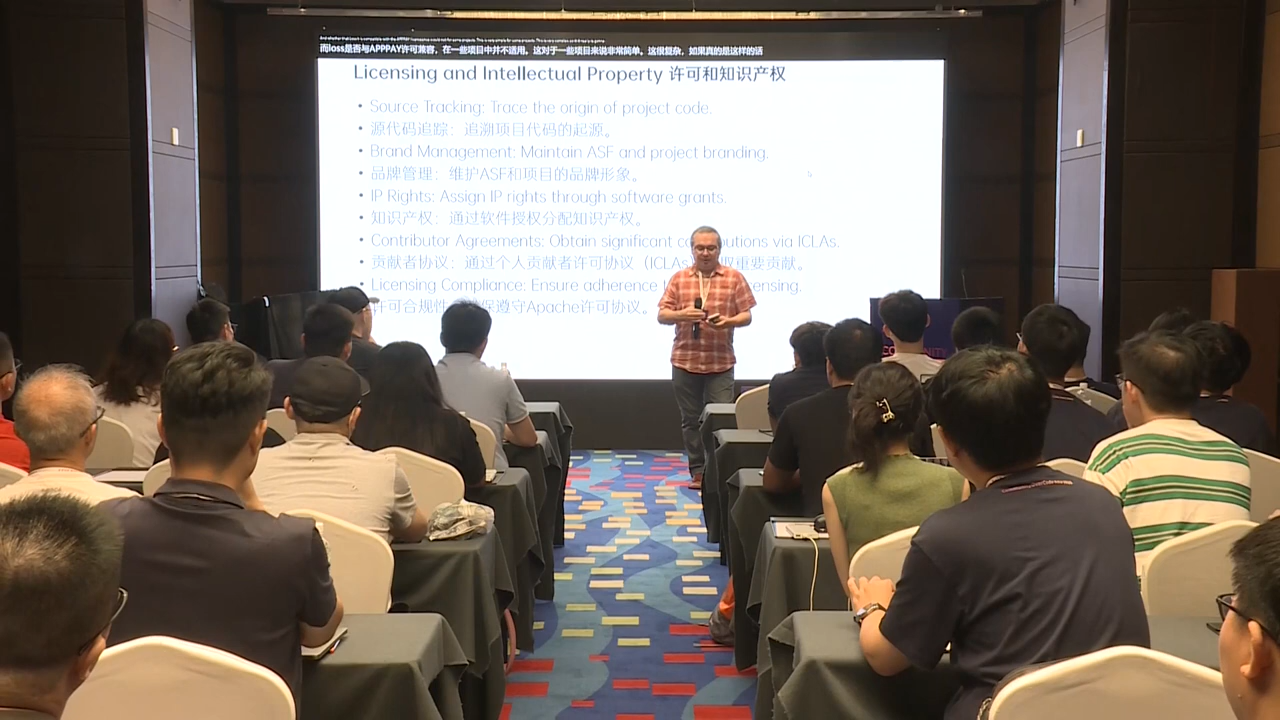 而loss是否与APPPAY许可兼容，在一些项目中并不适用。这对于一些项目来说非常简单。这很复杂，如果真的是这样的话
Licensing and Intellectual Property 许可和知识产权
• Source Tracking: Trace the origin of project code.
• 源代码追踪：追溯项目代码的起源。
• Brand Management: Maintain ASF and project branding.
• 品牌管理：维护ASF和项目的品牌形象。
• IP Rights: Assign IP rights through software grants.
• 知识产权：通过软件授权分配知识产权。
• Contributor Agreements: Obtain significant co butions via ICLAs.
• 贡献者协议：通过个人贡献者许可协议（ICLAs） 取重要贡献。
Licensing Compliance: Ensure adherence ensing.
许可合规性 保遵守Apache许可协议。